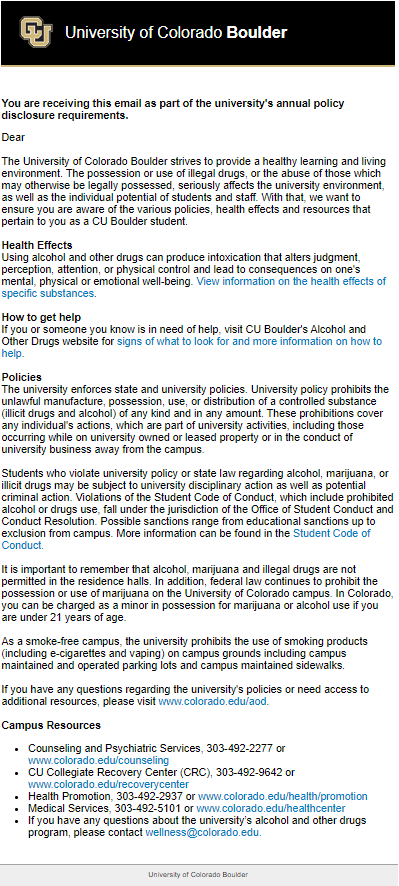 CU
University of Colorado Boulder
You are receiving this email as part of the university's annual policy
disclosure requirements.
Dear
The University of Colorado Boulder strives to provide a healthy learning and living
environment. The possession or use of illegal drugs, or the abuse of those which
may otherwise be legally possessed, seriously affects the university environment,
as well as the individual potential of students and staff. With that, we want to
ensure you are aware of the various policies, health effects and resources that
pertain to you as a CU Boulder student.
Health Effects
Using alcohol and other drugs can produce intoxication that alters judgment,
perception, attention, or physical control and lead to consequences on one's
mental, physical or emotional well-being. View information on the health effects of
specific substances.
How to get help
If you or someone you know is in need of help, visit CU Boulder's Alcohol and
Other Drugs website for signs of what to look for and more information on how to
help.
Policies
The university enforces state and university policies. University policy prohibits the
unlawful manufacture, possession, use, or distribution of a controlled substance
(illicit drugs and alcohol) of any kind and in any amount. These prohibitions cover
any individual's actions, which are part of university activities, including those
occurring while on university owned or leased property or in the conduct of
university business away from the campus.
Students who violate university policy or state law regarding alcohol, marijuana, or
illicit drugs may be subject to university disciplinary action as well as potential
criminal action. Violations of the Student Code of Conduct, which include prohibited
alcohol or drugs use, fall under the jurisdiction of the Office of Student Conduct and
Conduct Resolution. Possible sanctions range from educational sanctions up to
exclusion from campus. More information can be found in the Student Code of
Conduct.
It is important to remember that alcohol, marijuana and illegal drugs are not
permitted in the residence halls. In addition, federal law continues to prohibit the
possession or use of marijuana on the University of Colorado campus. In Colorado,
you can be charged as a minor in possession for marijuana or alcohol use if you
are under 21 years of age.
As a smoke-free campus, the university prohibits the use of smoking products
(including e-cigarettes and vaping) on campus grounds including campus
maintained and operated parking lots and campus maintained sidewalks.
If you have any questions regarding the university's policies or need access to
additional resources, please visit www.colorado.edu/aod.
Campus Resources
• Counseling and Psychiatric Services, 303-492-2277 or
www.colorado.edu/counseling
• CU Collegiate Recovery Center (CRC), 303-492-9642 or
www.colorado.edu/recoverycenter
• Health Promotion, 303-492-2937 or www.colorado.edu/health/promotion
• Medical Services, 303-492-5101 or www.colorado.edu/healthcenter
• If you have any questions about the university's alcohol and other drugs
program, please contact wellness@colorado.edu.
University of Colorado Boulder